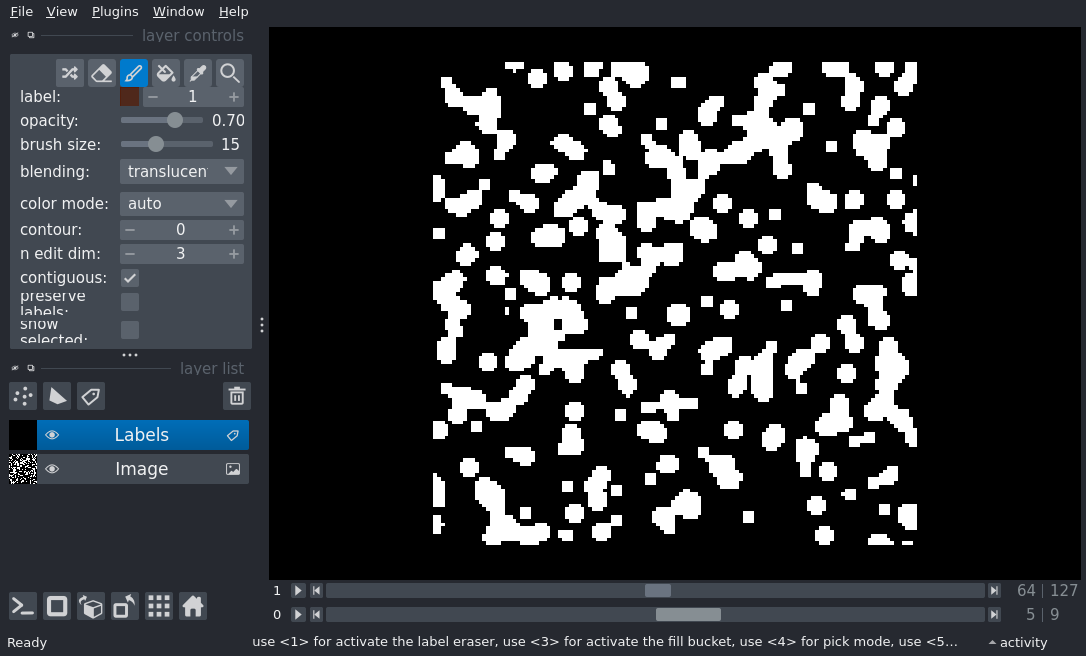 File View Plugins Window Help
layer controls
label: 1
opacity: 0.70
brush size: 15
blending: translucen
color mode: auto
contour: 0
n edit dim: 3
contiguous:
preserve
labels:
show
selected:
layer list
Labels
Image
1 64 127
0 5 9
Ready use <1> for activate the label eraser, use <3> for activate the fill bucket, use <4> for pick mode, use <5... activity